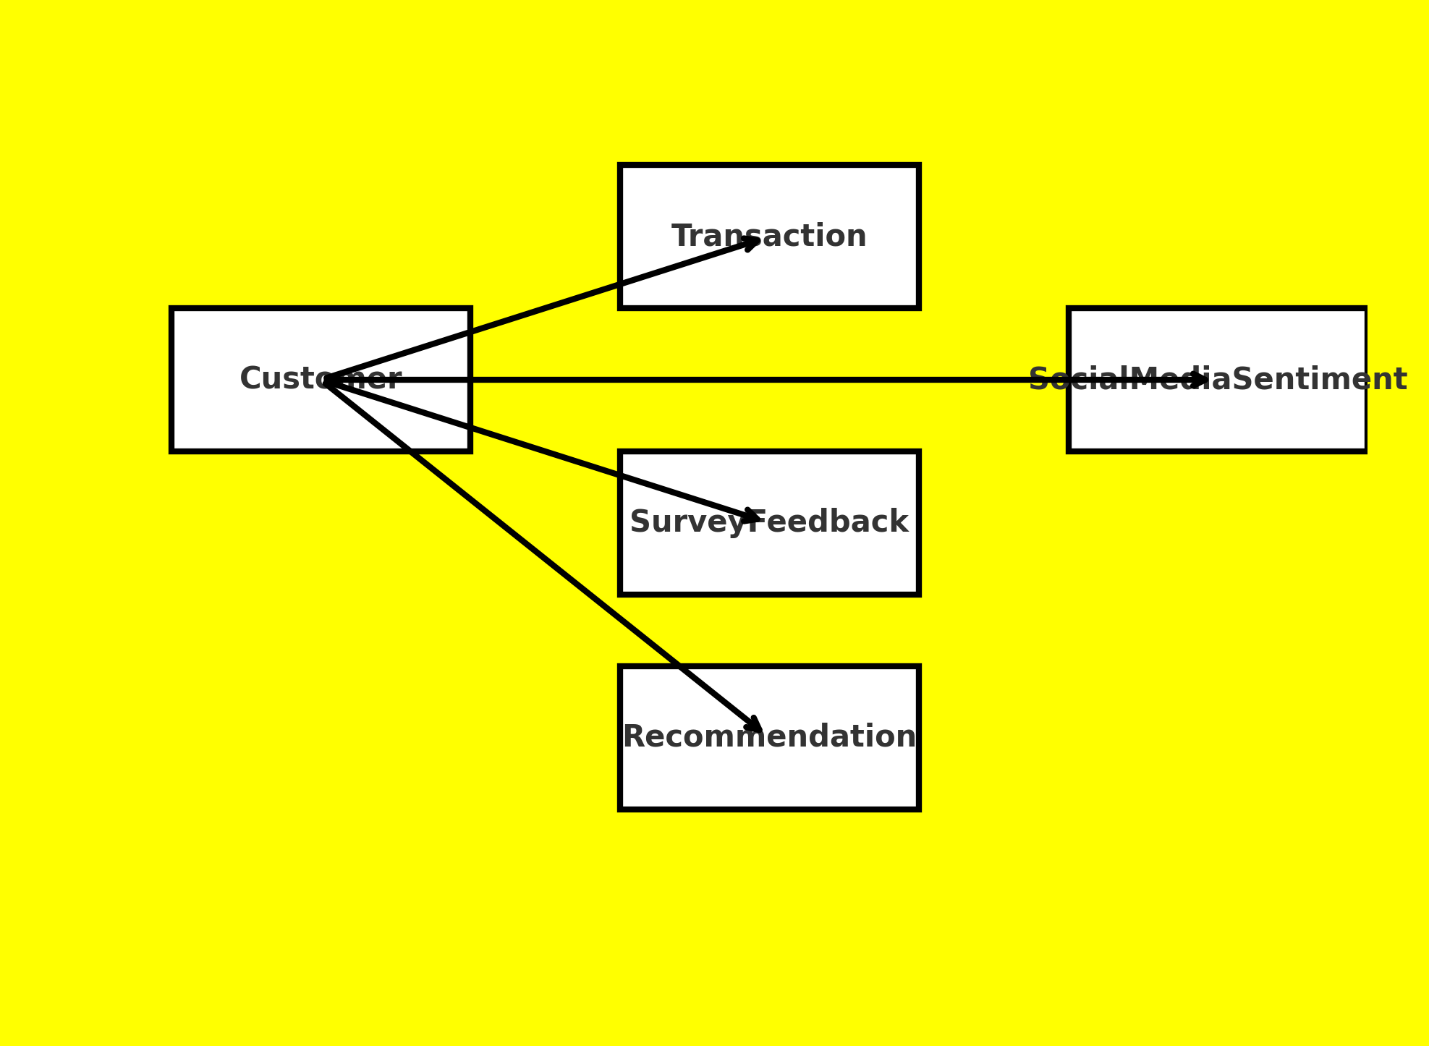 Transaction
Customer
SocialMediaSentiment
SurveyFeedback
Recommendation